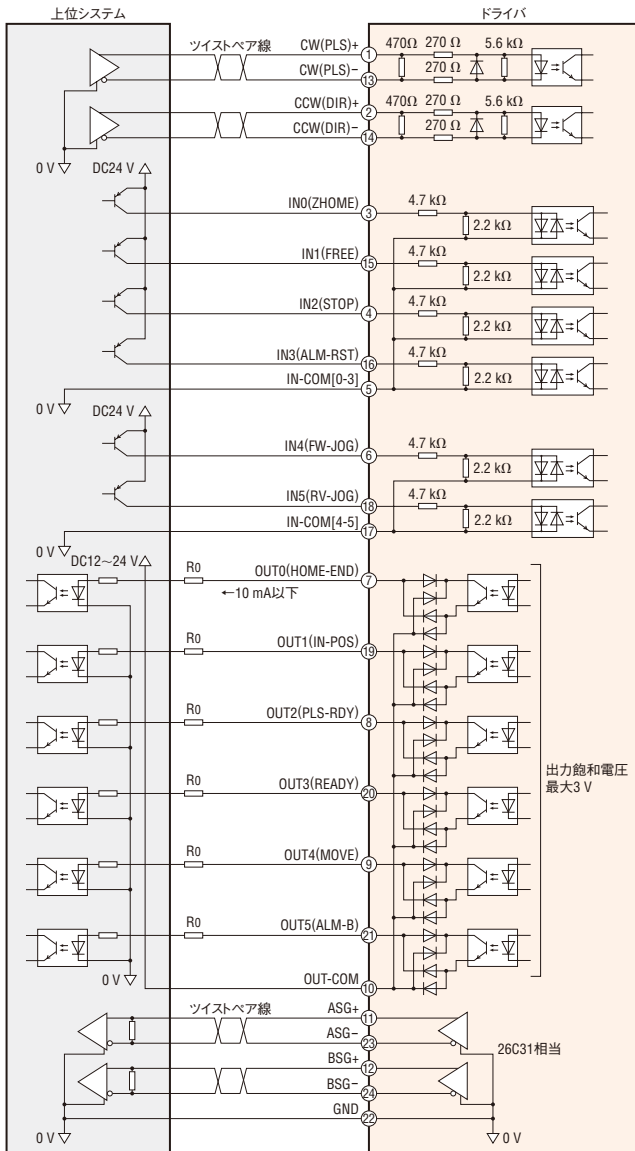 上位システム
ドライバ
ツイストペア線
CW(PLS)+
1
470Ω
270 Ω
5.6 kΩ
CW(PLS)−
13
270 Ω
CCW(DIR)+
2
470Ω
270 Ω
5.6 kΩ
CCW(DIR)−
14
270 Ω
0 V
DC24 V
IN0(ZHOME)
3
4.7 kΩ
2.2 kΩ
IN1(FREE)
15
4.7 kΩ
2.2 kΩ
IN2(STOP)
4
4.7 kΩ
2.2 kΩ
IN3(ALM-RST)
16
4.7 kΩ
IN-COM[0-3]
5
2.2 kΩ
0 V
DC24 V
IN4(FW-JOG)
6
4.7 kΩ
2.2 kΩ
IN5(RV-JOG)
18
4.7 kΩ
IN-COM[4-5]
17
2.2 kΩ
0 V
DC12~24 V
R0
OUT0(HOME-END)
7
←10 mA以下
R0
OUT1(IN-POS)
19
R0
OUT2(PLS-RDY)
8
出力飽和電圧
最大3 V
R0
OUT3(READY)
20
R0
OUT4(MOVE)
9
R0
OUT5(ALM-B)
21
0 V
OUT-COM
10
ツイストペア線
ASG+
11
ASG−
23
26C31相当
BSG+
12
BSG−
24
GND
22
0 V
0 V